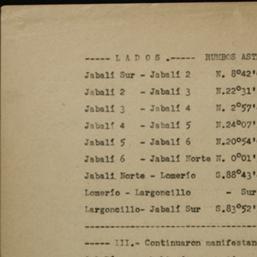 ----- L A D O S .----- RUMBOS AST
Jabalí Sur - Jabalí 2 N. 8°42'
Jabalí 2 - Jabalí 3 N.22°31'
Jabalí 3 - Jabalí 4 N. 2°57'
Jabalí 4 - Jabalí 5 N.24°07'
Jabalí 5 - Jabalí 6 N.20°54'
Jabalí 6 - Jabalí Norte N. 0°01'
Jabalí Norte - Lomerío S.88°43'
Lomerío - Largoncillo - Sur
Largoncillo- Jabalí Sur S.83°52'
----- III.- Continuaron manifestan